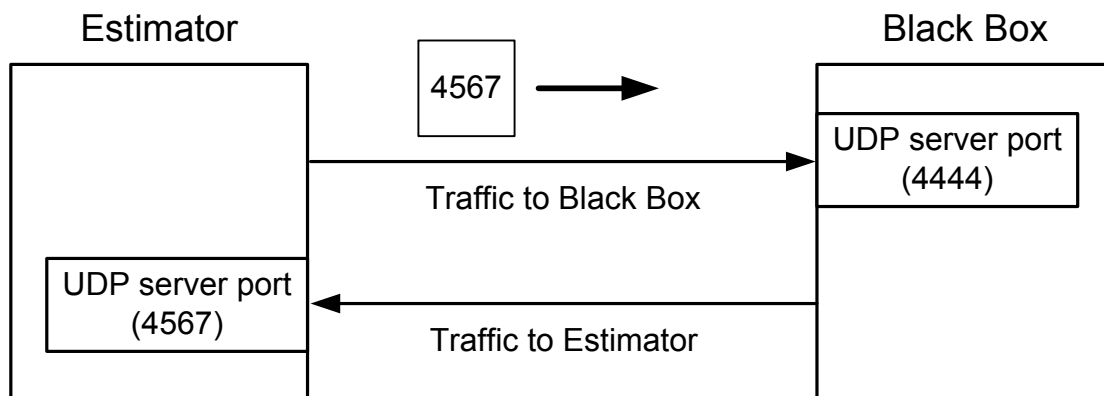 Estimator
Black Box
4567
UDP server port
(4444)
Traffic to Black Box
UDP server port
(4567)
Traffic to Estimator